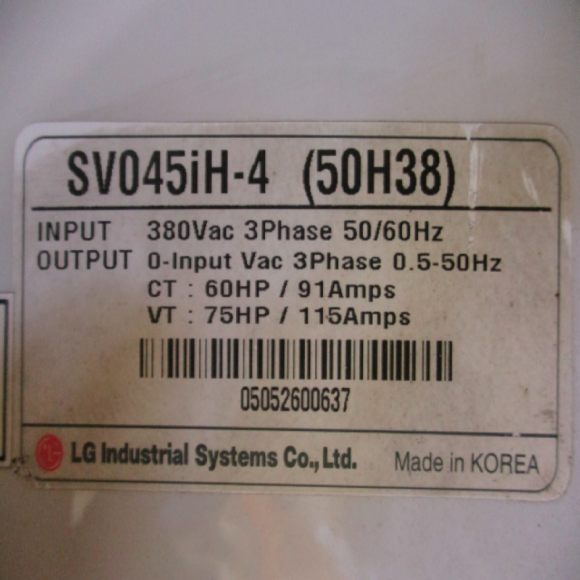 SV045iH-4 (50H38)
INPUT 380Vac 3Phase 50/60Hz
OUTPUT 0-Input Vac 3Phase 0.5-50Hz
CT : 60HP / 91Amps
VT : 75HP / 115Amps
05052600637
LG Industrial Systems Co., Ltd. Made in KOREA